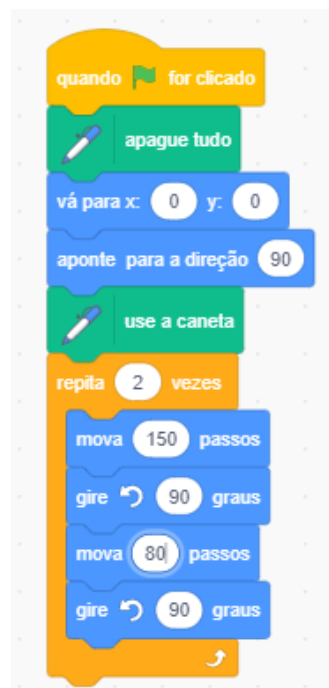 quando for clicado
apague tudo
vá para x: 0 y: 0
aponte para a direção 90
use a caneta
repita 2 vezes
mova 150 passos
gire 90 graus
mova 80 passos
gire 90 graus